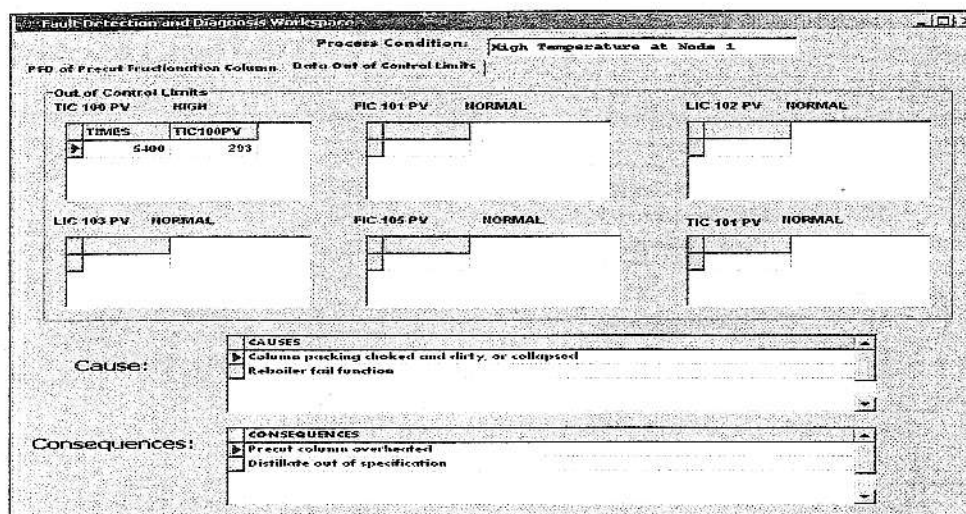 Fault Detection and Diagnosis Workspace
Process Condition: High Temperature at Node 1
PFD of Precut Fractionation Column Data Out of Control Limits
Out of Control Limits
TIC 100 PV HIGH FIC 101 PV NORMAL LIC 102 PV NORMAL
TIMES TIC100PV
5400 293
LIC 103 PV NORMAL FIC 105 PV NORMAL TIC 101 PV NORMAL
Cause:
CAUSES
Column packing choked and dirty, or collapsed
Reboiler fail function
Consequences:
CONSEQUENCES
Precut column overheated
Distillate out of specification